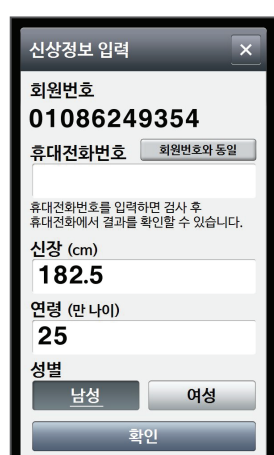 신상정보 입력
회원번호
01086249354
휴대전화번호 회원번호와 동일
휴대전화번호를 입력하면 검사 후
휴대전화에서 결과를 확인할 수 있습니다.
신장 (cm)
182.5
연령 (만 나이)
25
성별
남성 여성
확인